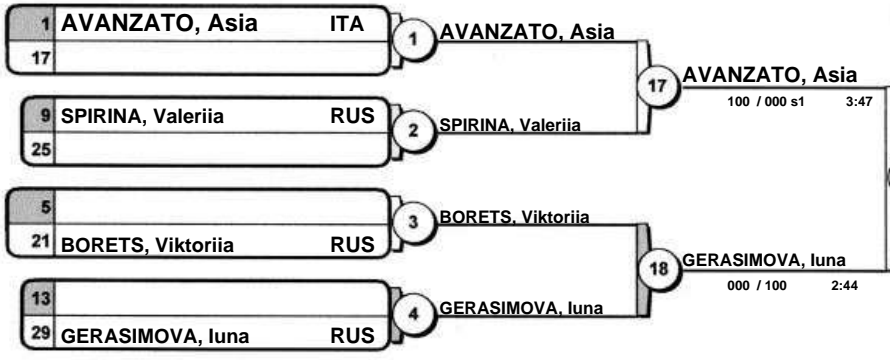 1 AVANZATO, Asia ITA
17
1
AVANZATO, Asia
9 SPIRINA, Valeriia RUS
25
2
SPIRINA, Valeriia
17
AVANZATO, Asia
100 / 000 s1 3:47
5
21 BORETS, Viktoriia RUS
3
BORETS, Viktoriia
13
29 GERASIMOVA, Iuna RUS
4
GERASIMOVA, Iuna
18
GERASIMOVA, Iuna
000 / 100 2:44